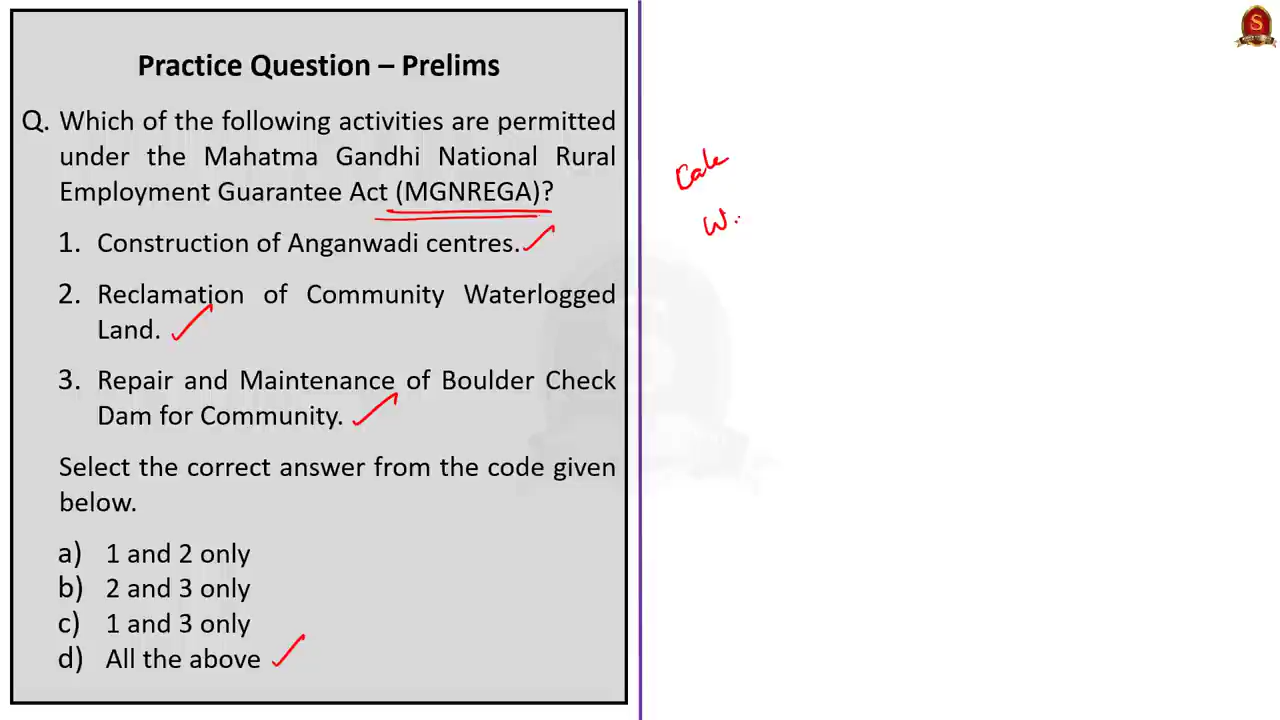 Practice Question – Prelims
Q. Which of the following activities are permitted
under the Mahatma Gandhi National Rural
Employment Guarantee Act (MGNREGA)?
1. Construction of Anganwadi centres.
2. Reclamation of Community Waterlogged
Land.
3. Repair and Maintenance of Boulder Check
Dam for Community.
Select the correct answer from the code given
below.
a) 1 and 2 only
b) 2 and 3 only
c) 1 and 3 only
d) All the above
S